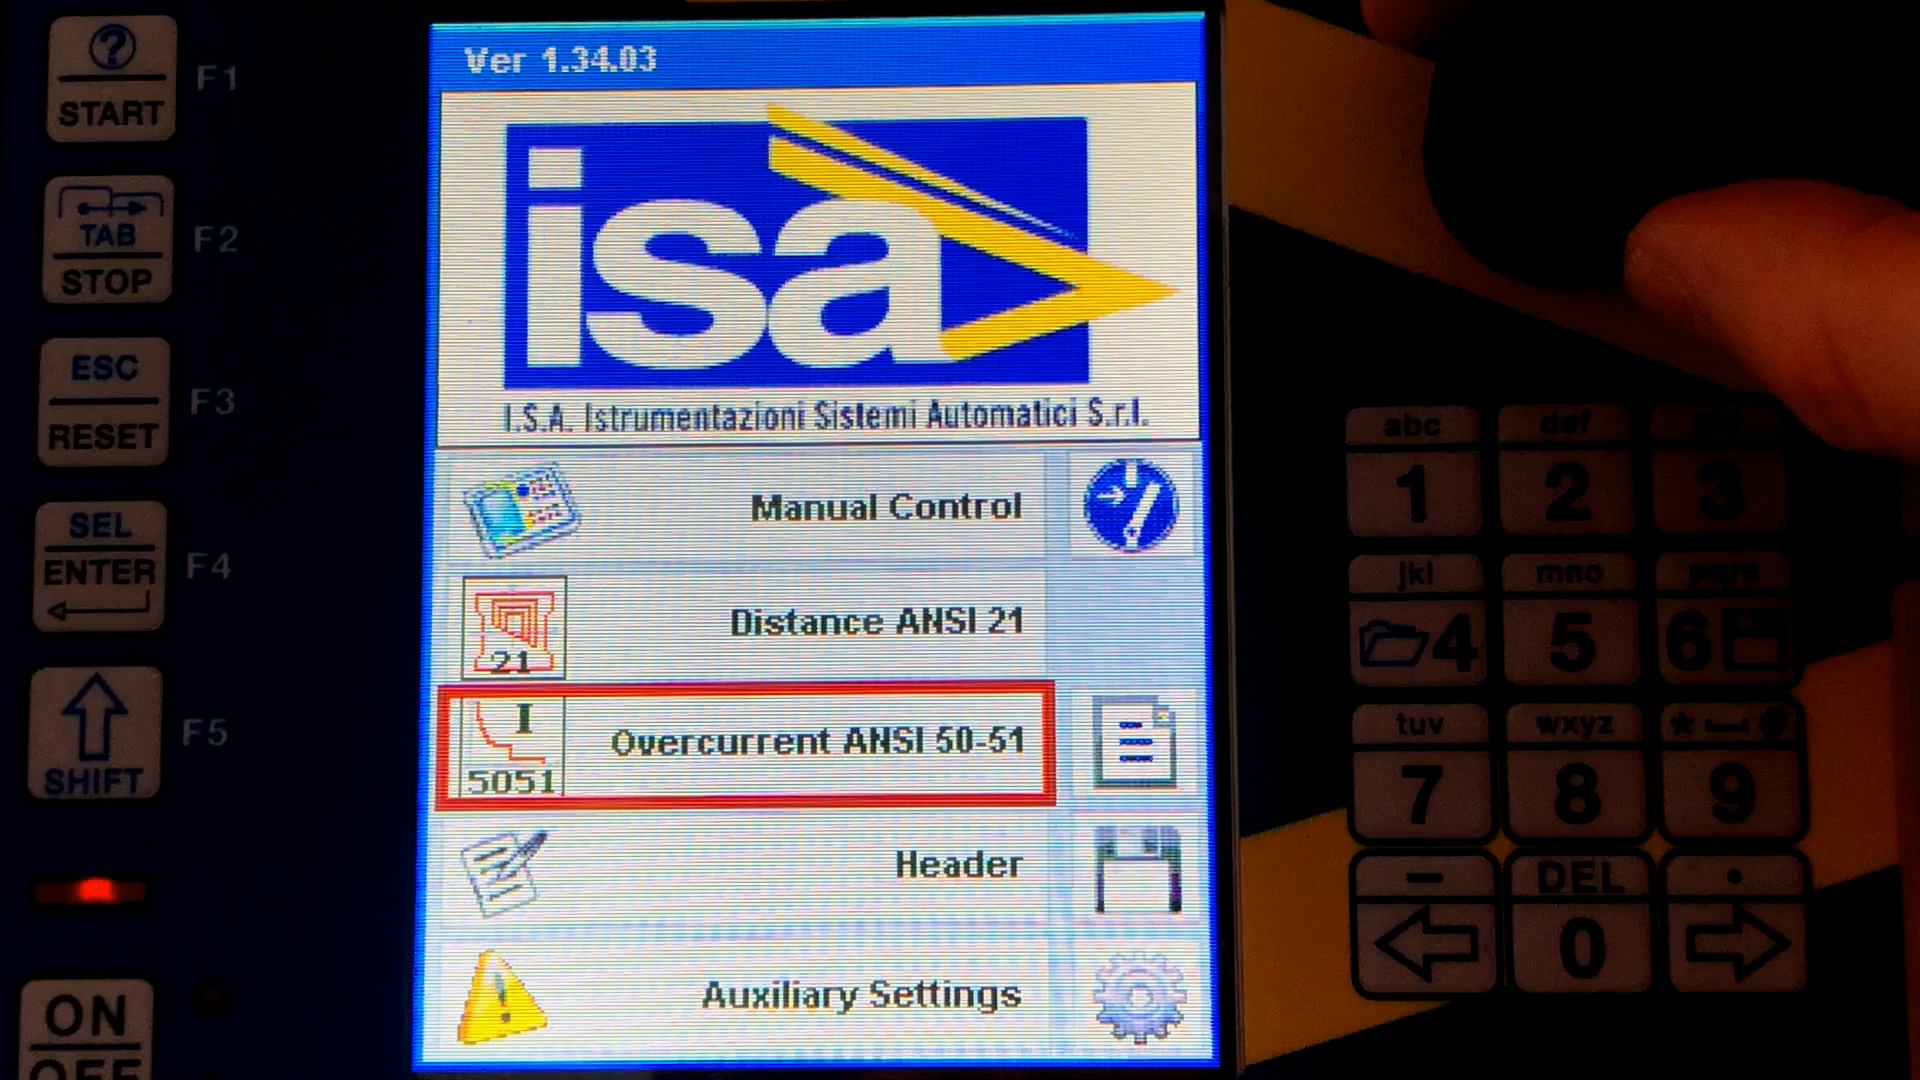 ?
START
F1
TAB
STOP
F2
ESC
RESET
F3
SEL
ENTER
F4
SHIFT
F5
ON
OFF
Ver 1.34.03
isa
I.S.A. Istrumentazioni Sistemi Automatici S.r.l.
Manual Control
21
Distance ANSI 21
I
5051
Overcurrent ANSI 50-51
Header
Auxiliary Settings
abc
1
def
2
3
jkl
4
mno
5
pqrs
6
tuv
7
wxyz
8
* #
9
-
DEL
0
.